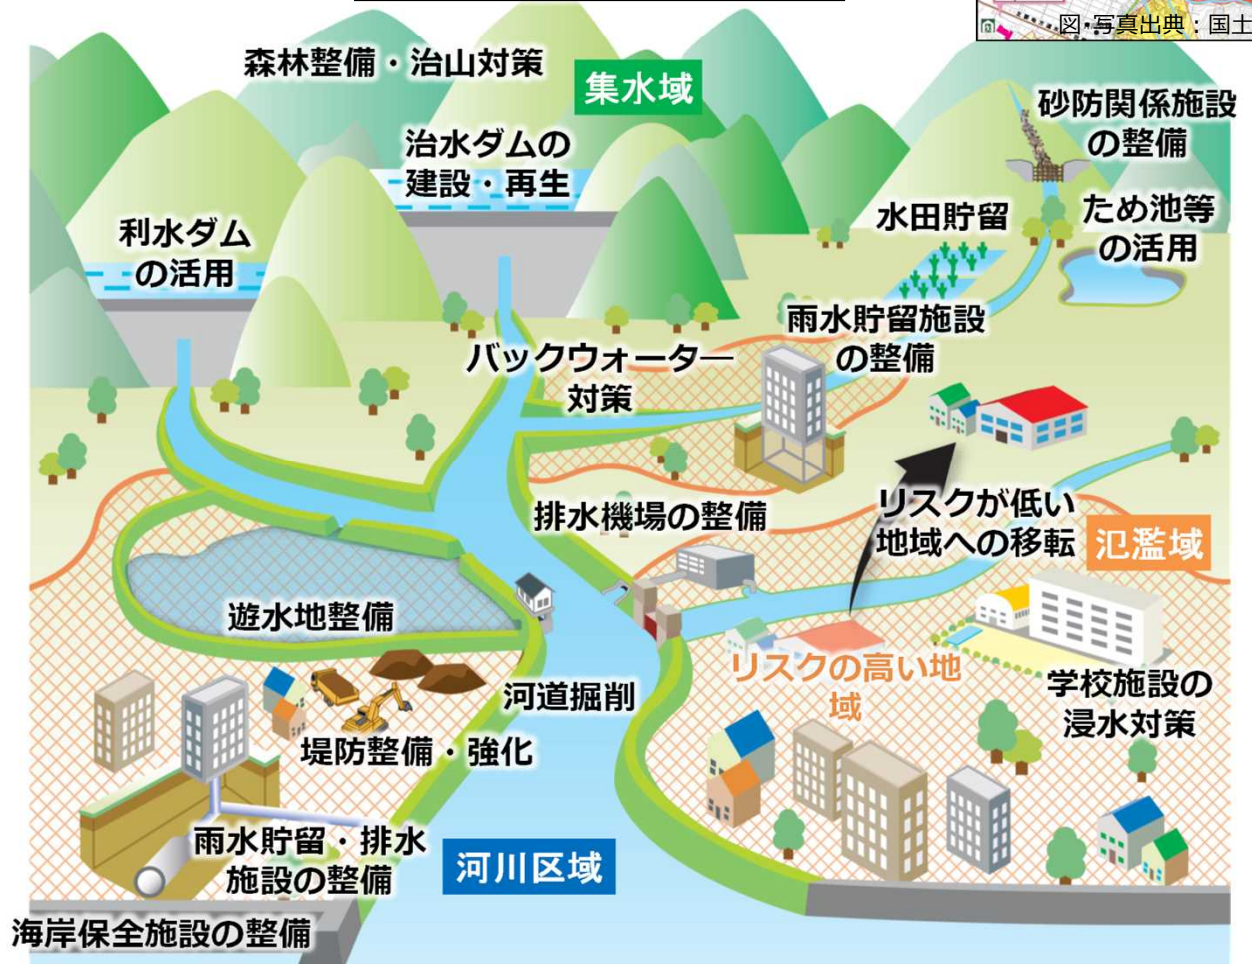 図・写真出典：国土
森林整備・治山対策
集水域
砂防関係施設
の整備
治水ダムの
建設・再生
水田貯留
ため池等
の活用
利水ダム
の活用
雨水貯留施設
の整備
バックウォーター
対策
排水機場の整備
リスクが低い
地域への移転
氾濫域
遊水地整備
リスクの高い地
域
学校施設の
浸水対策
河道掘削
堤防整備・強化
雨水貯留・排水
施設の整備
河川区域
海岸保全施設の整備